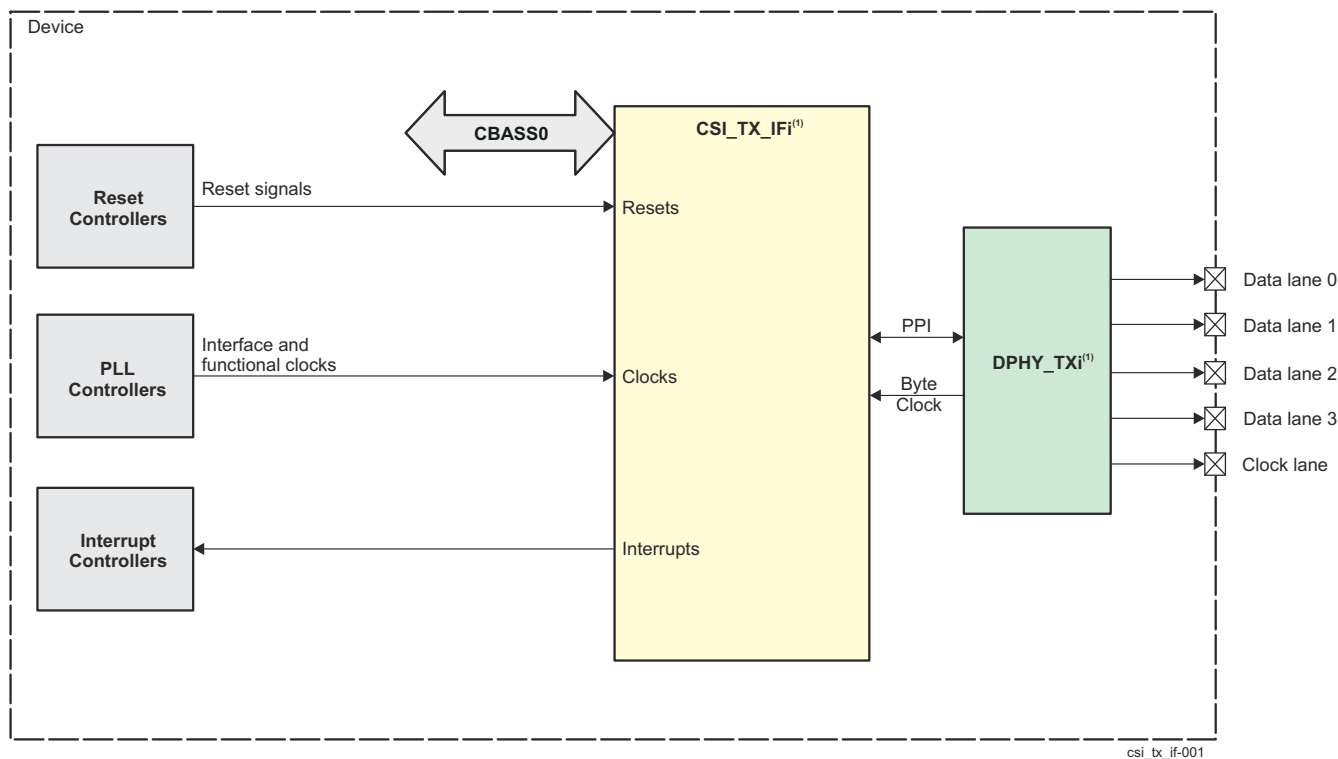 Device
CBASS0
CSI_TX_IFi(1)
Reset
Controllers
Reset signals
Resets
PLL
Controllers
Interface and
functional clocks
Clocks
Interrupt
Controllers
Interrupts
PPI
Byte
Clock
DPHY_TXi(1)
Data lane 0
Data lane 1
Data lane 2
Data lane 3
Clock lane
csi_tx_if-001